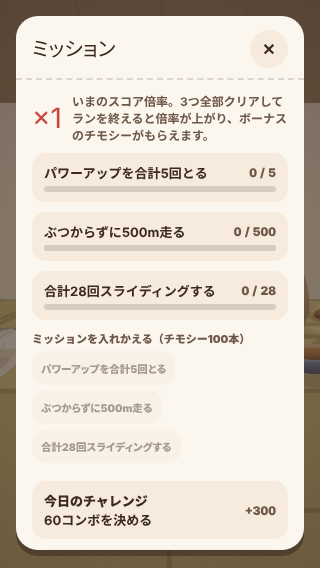 ミッション
×
×1
いまのスコア倍率。3つ全部クリアして
ランを終えると倍率が上がり、ボーナス
のチモシーがもらえます。
パワーアップを合計5回とる 0 / 5
ぶつからずに500m走る 0 / 500
合計28回スライディングする 0 / 28
ミッションを入れかえる（チモシー100本）
パワーアップを合計5回とる
ぶつからずに500m走る
合計28回スライディングする
今日のチャレンジ
60コンボを決める
+300